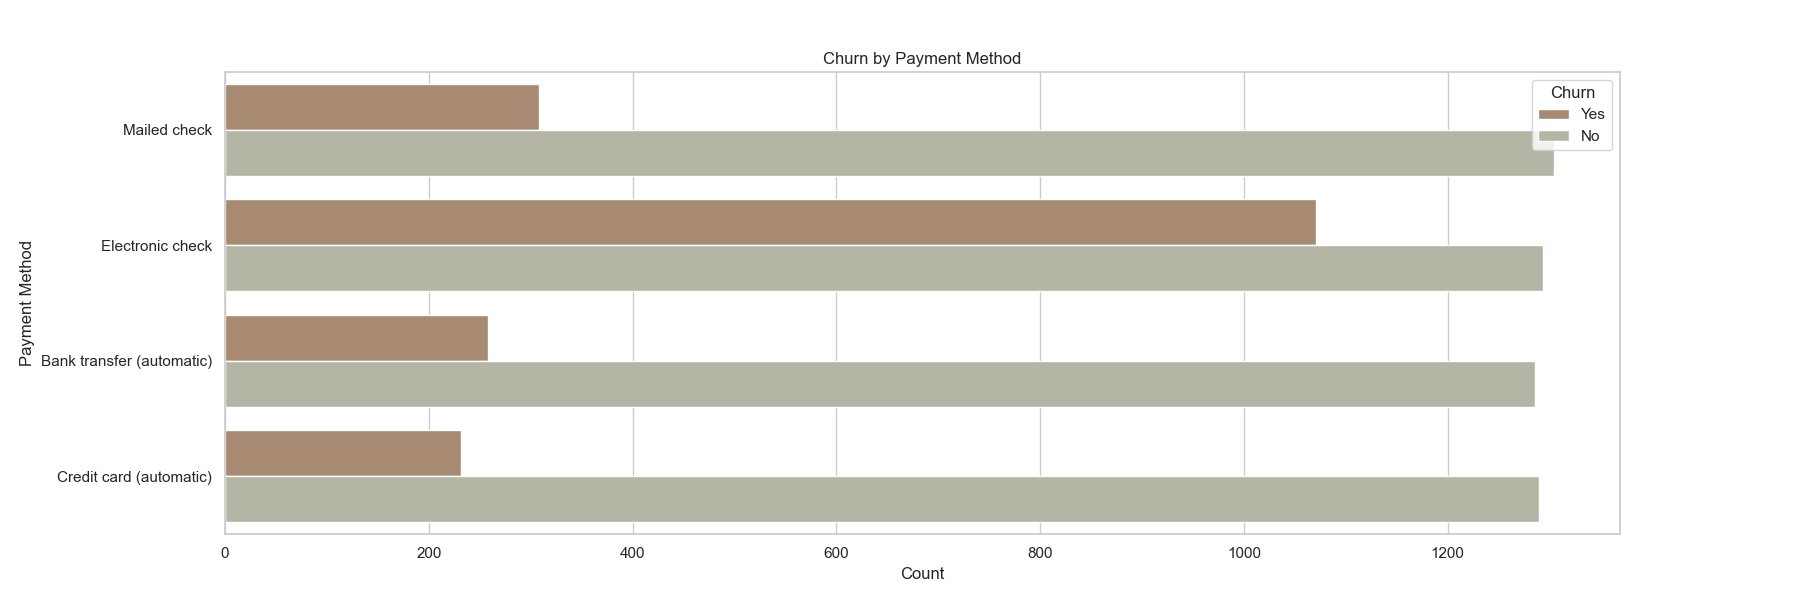 Churn by Payment Method
Churn
Yes
No
Payment Method
Mailed check
Electronic check
Bank transfer (automatic)
Credit card (automatic)
0 200 400 600 800 1000 1200
Count